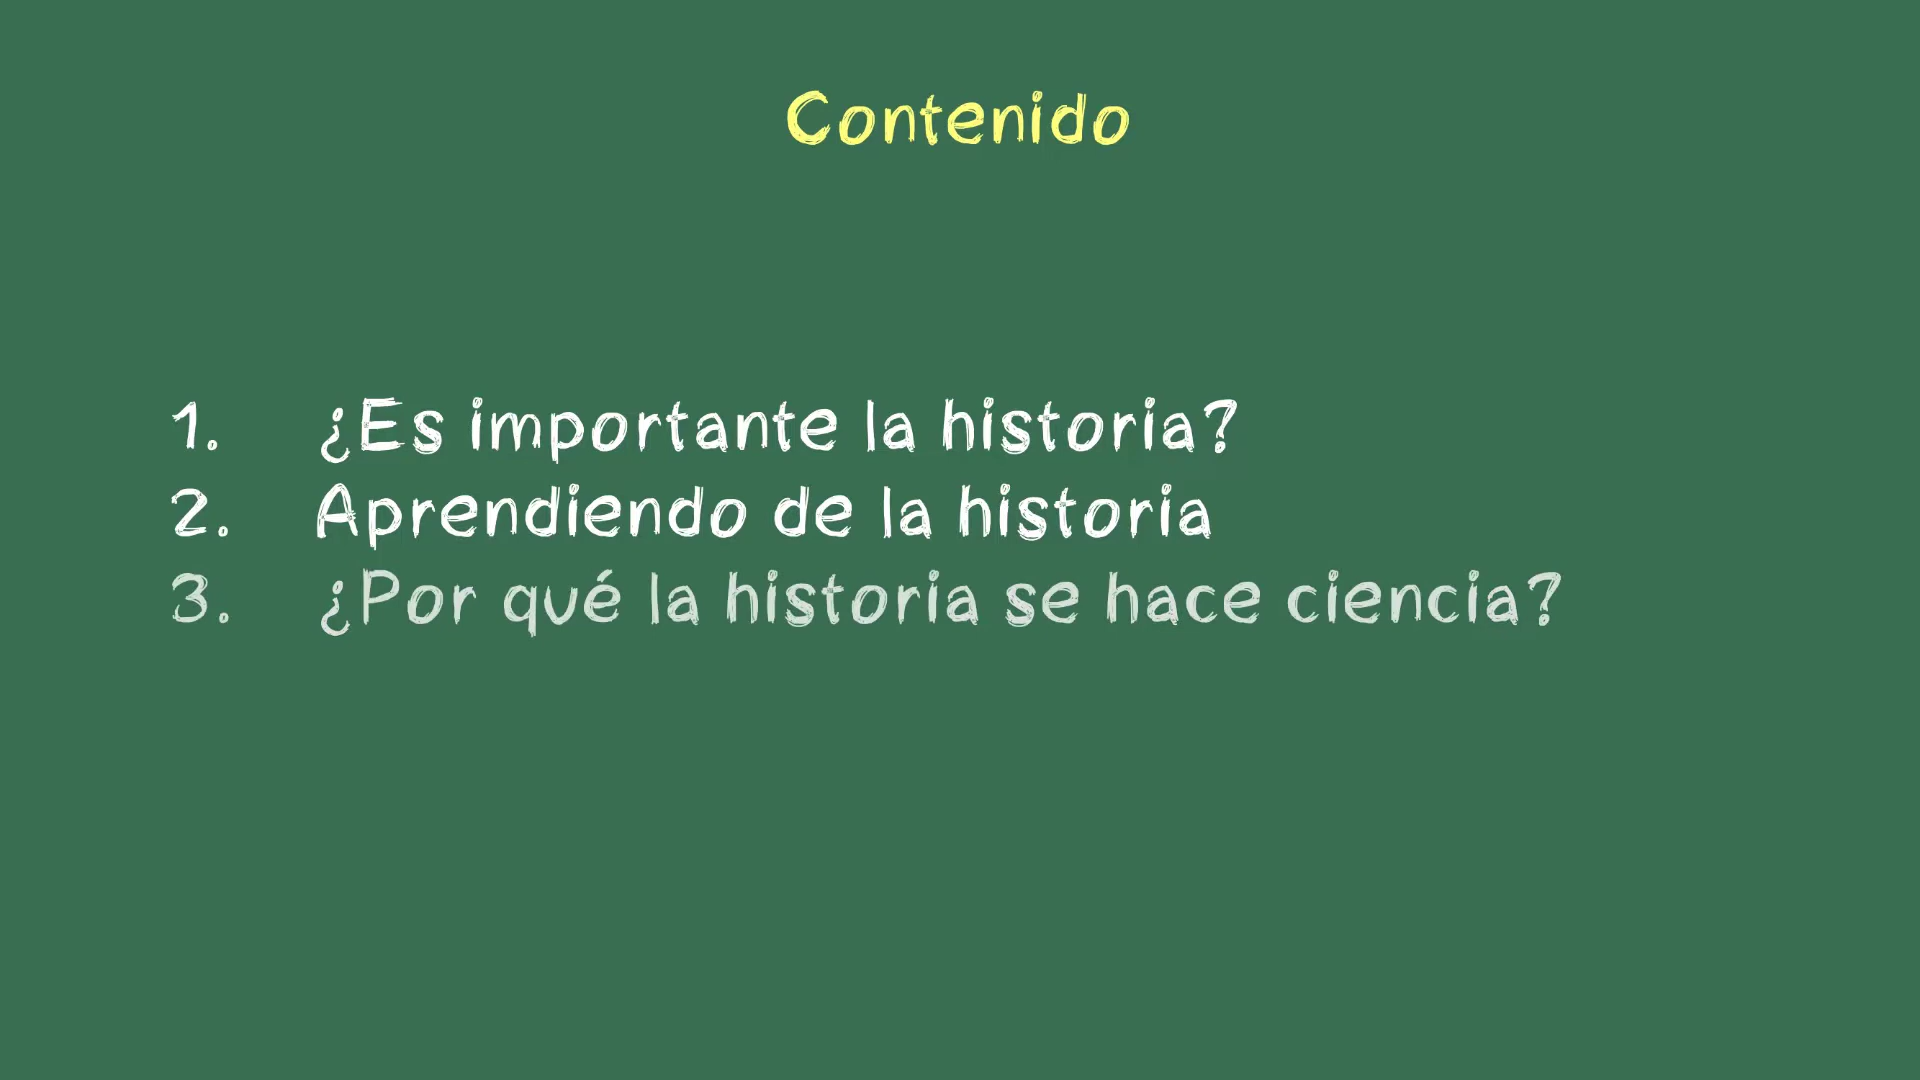 Contenido
1. ¿Es importante la historia?
2. Aprendiendo de la historia
3. ¿Por qué la historia se hace ciencia?